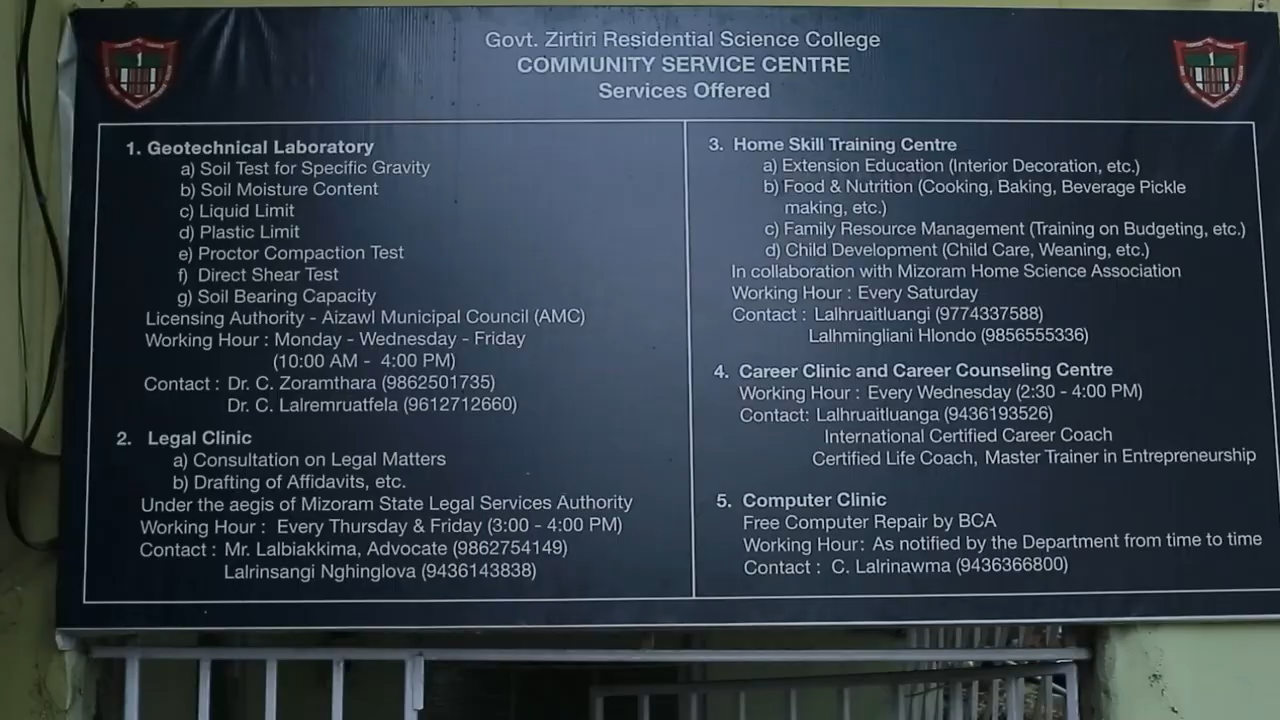 Govt. Zirtiri Residential Science College
COMMUNITY SERVICE CENTRE
Services Offered
1. Geotechnical Laboratory
a) Soil Test for Specific Gravity
b) Soil Moisture Content
c) Liquid Limit
d) Plastic Limit
e) Proctor Compaction Test
f) Direct Shear Test
g) Soil Bearing Capacity
Licensing Authority - Aizawl Municipal Council (AMC)
Working Hour : Monday - Wednesday - Friday
(10:00 AM - 4:00 PM)
Contact : Dr. C. Zoramthara (9862501735)
Dr. C. Lalremruatfela (9612712660)
2. Legal Clinic
a) Consultation on Legal Matters
b) Drafting of Affidavits, etc.
Under the aegis of Mizoram State Legal Services Authority
Working Hour : Every Thursday & Friday (3:00 - 4:00 PM)
Contact : Mr. Lalbiakkima, Advocate (9862754149)
Lalrinsangi Nghinglova (9436143838)
3. Home Skill Training Centre
a) Extension Education (Interior Decoration, etc.)
b) Food & Nutrition (Cooking, Baking, Beverage Pickle
making, etc.)
c) Family Resource Management (Training on Budgeting, etc.)
d) Child Development (Child Care, Weaning, etc.)
In collaboration with Mizoram Home Science Association
Working Hour : Every Saturday
Contact : Lalhruaitluangi (9774337588)
Lalhmingliani Hlondo (9856555336)
4. Career Clinic and Career Counseling Centre
Working Hour : Every Wednesday (2:30 - 4:00 PM)
Contact: Lalhruaitluanga (9436193526)
International Certified Career Coach
Certified Life Coach, Master Trainer in Entrepreneurship
5. Computer Clinic
Free Computer Repair by BCA
Working Hour: As notified by the Department from time to time
Contact : C. Lalrinawma (9436366800)